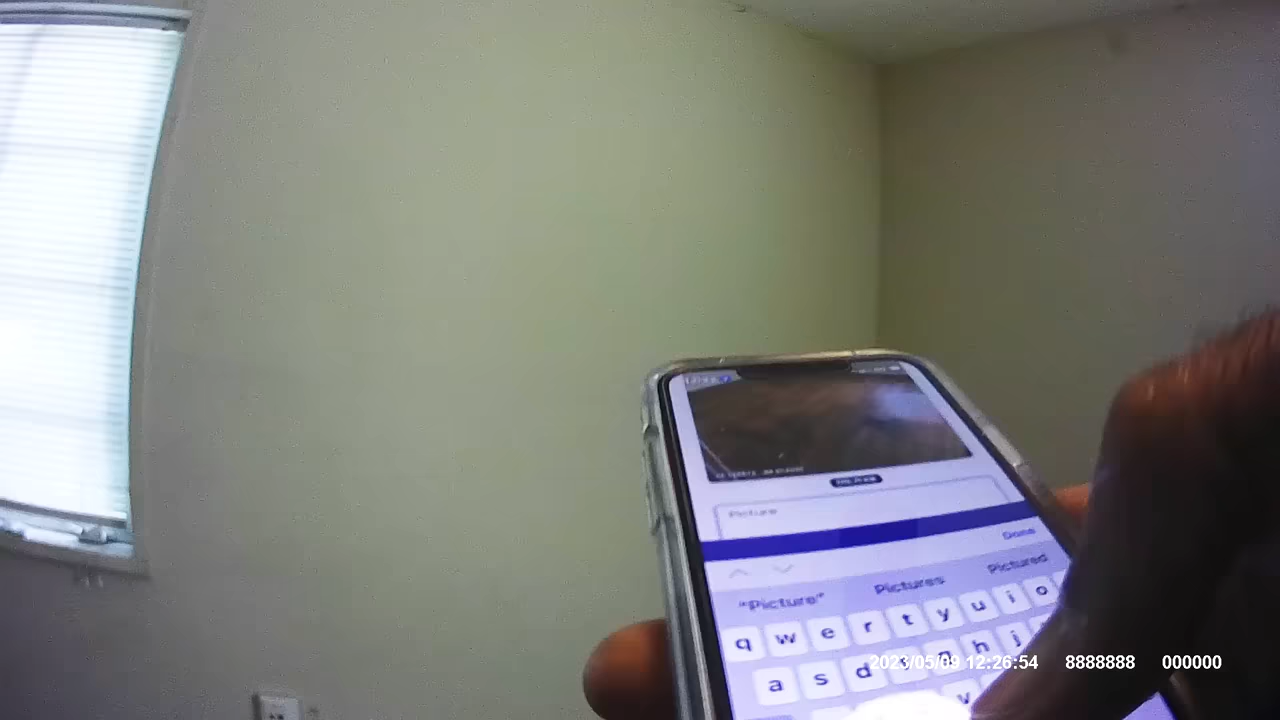 Picture
Done
"Picture"
Pictures
Pictured
q w e r t y u i o
a s d g h j
v
2023/05/09 12:26:54 8888888 000000